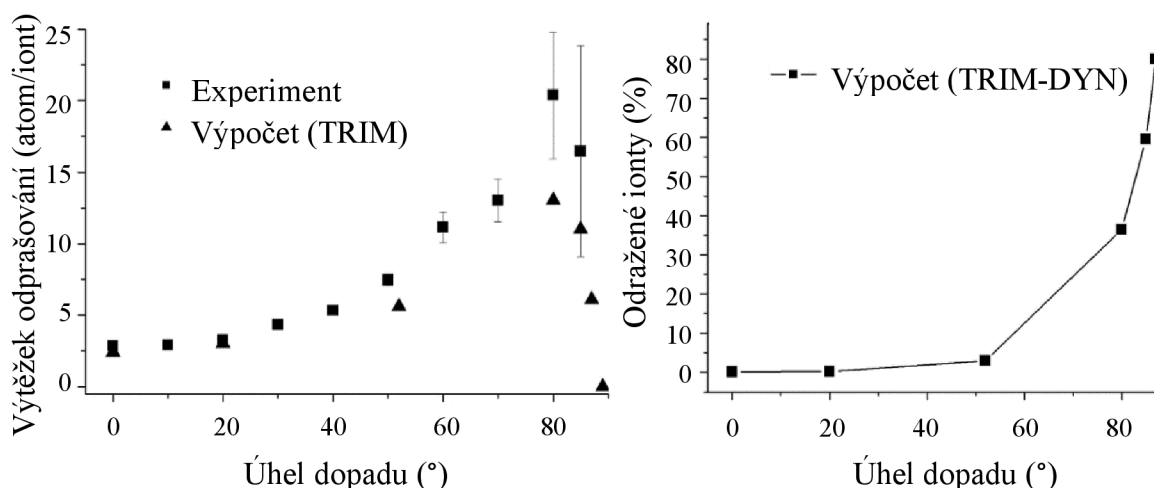 Výtěžek odprašování (atom/iont)
25
20
15
10
5
0
Experiment
Výpočet (TRIM)
0 20 40 60 80
Úhel dopadu (°)
Odražené ionty (%)
80
70
60
50
40
30
20
10
0
Výpočet (TRIM-DYN)
0 20 40 60 80
Úhel dopadu (°)